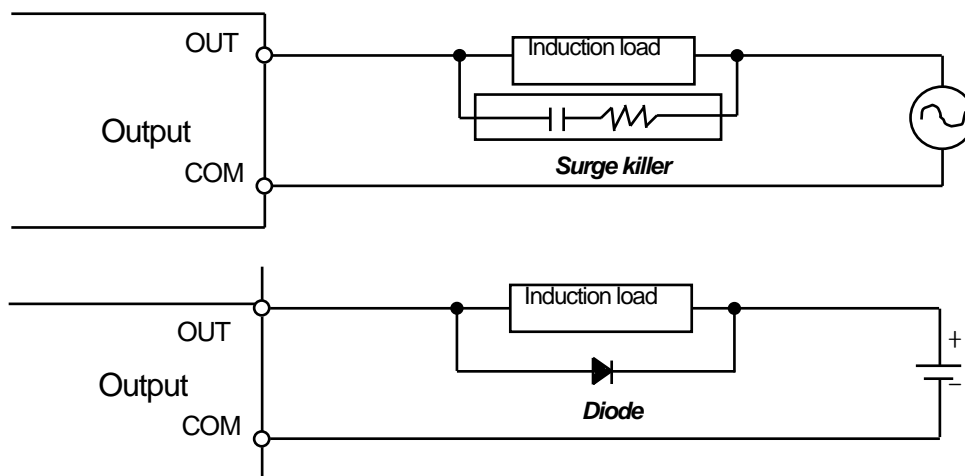 OUT
Induction load
Output
COM
Surge killer
Induction load
OUT
+
Output
−
Diode
COM